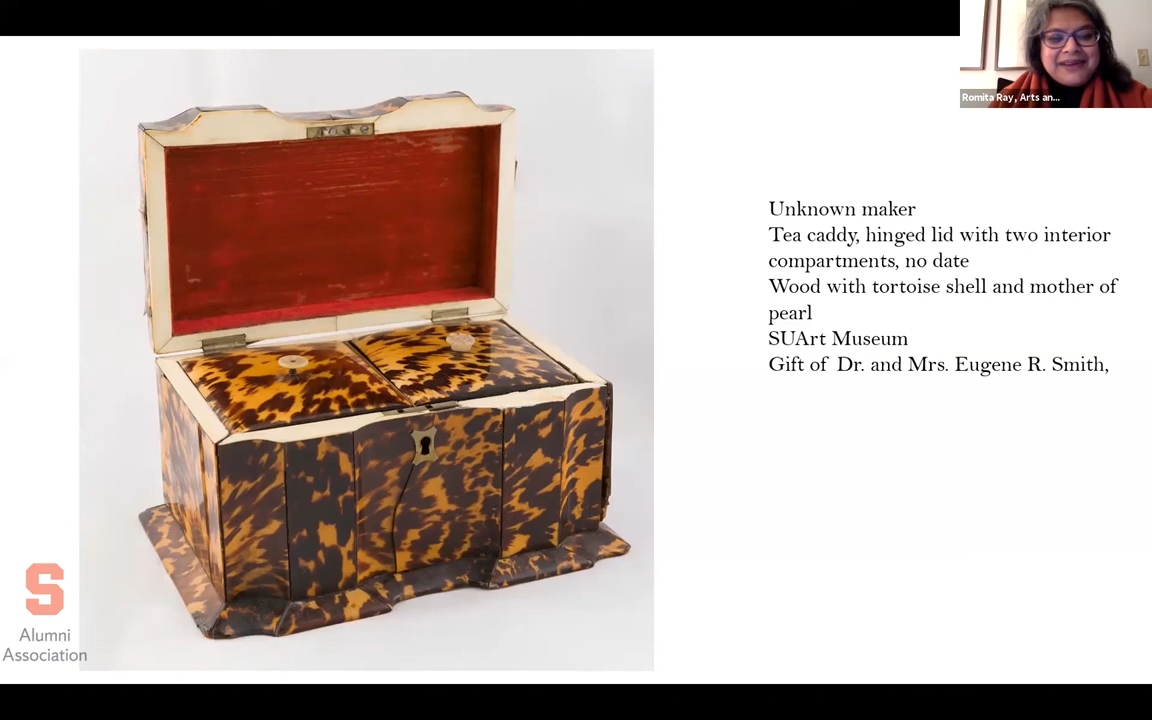 Romita Ray, Arts an...
Unknown maker
Tea caddy, hinged lid with two interior
compartments, no date
Wood with tortoise shell and mother of
pearl
SUArt Museum
Gift of Dr. and Mrs. Eugene R. Smith,
S
Alumni
Association